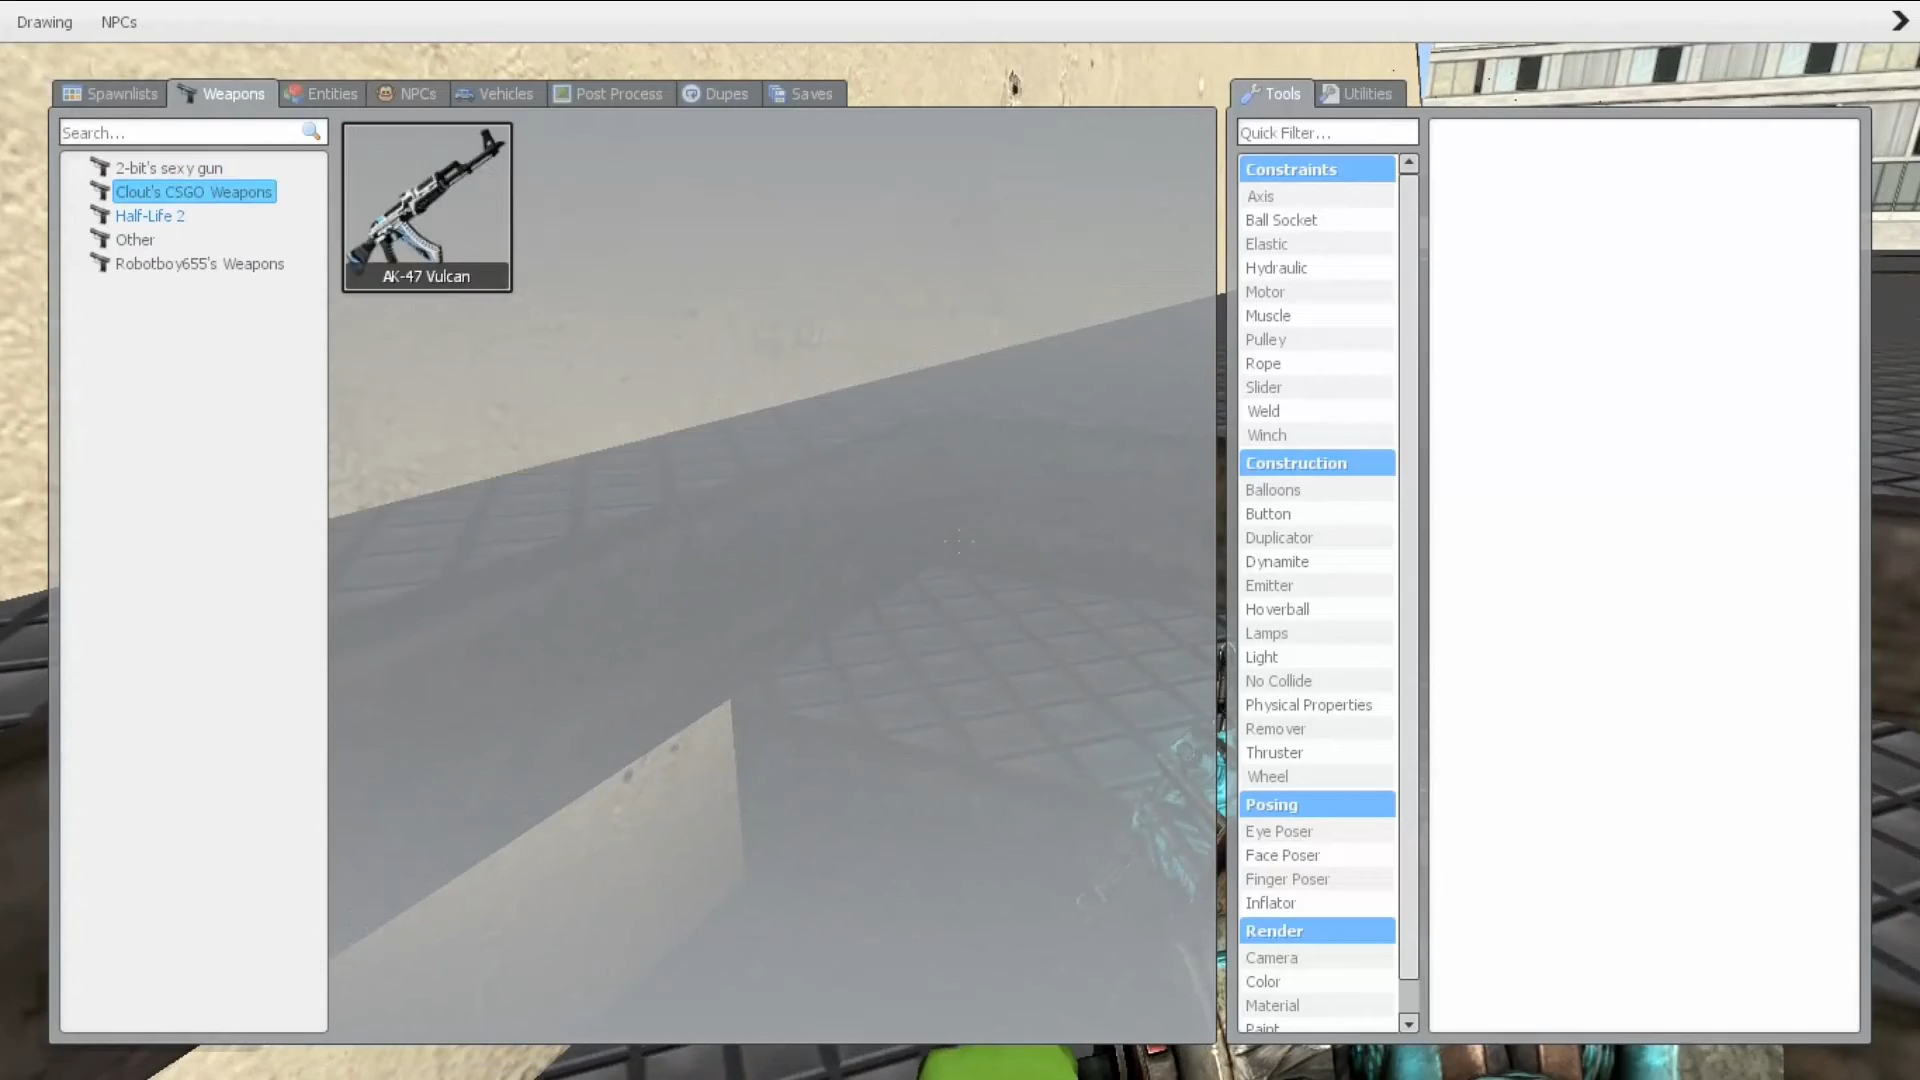 Drawing NPCs
Spawnlists Weapons Entities NPCs Vehicles Post Process Dupes Saves
Tools Utilities
Search...
2-bit's sexy gun
Clout's CSGO Weapons
Half-Life 2
Other
Robotboy655's Weapons
AK-47 Vulcan
Quick Filter...
Constraints
Axis
Ball Socket
Elastic
Hydraulic
Motor
Muscle
Pulley
Rope
Slider
Weld
Winch
Construction
Balloons
Button
Duplicator
Dynamite
Emitter
Hoverball
Lamps
Light
No Collide
Physical Properties
Remover
Thruster
Wheel
Posing
Eye Poser
Face Poser
Finger Poser
Inflator
Render
Camera
Color
Material
Paint